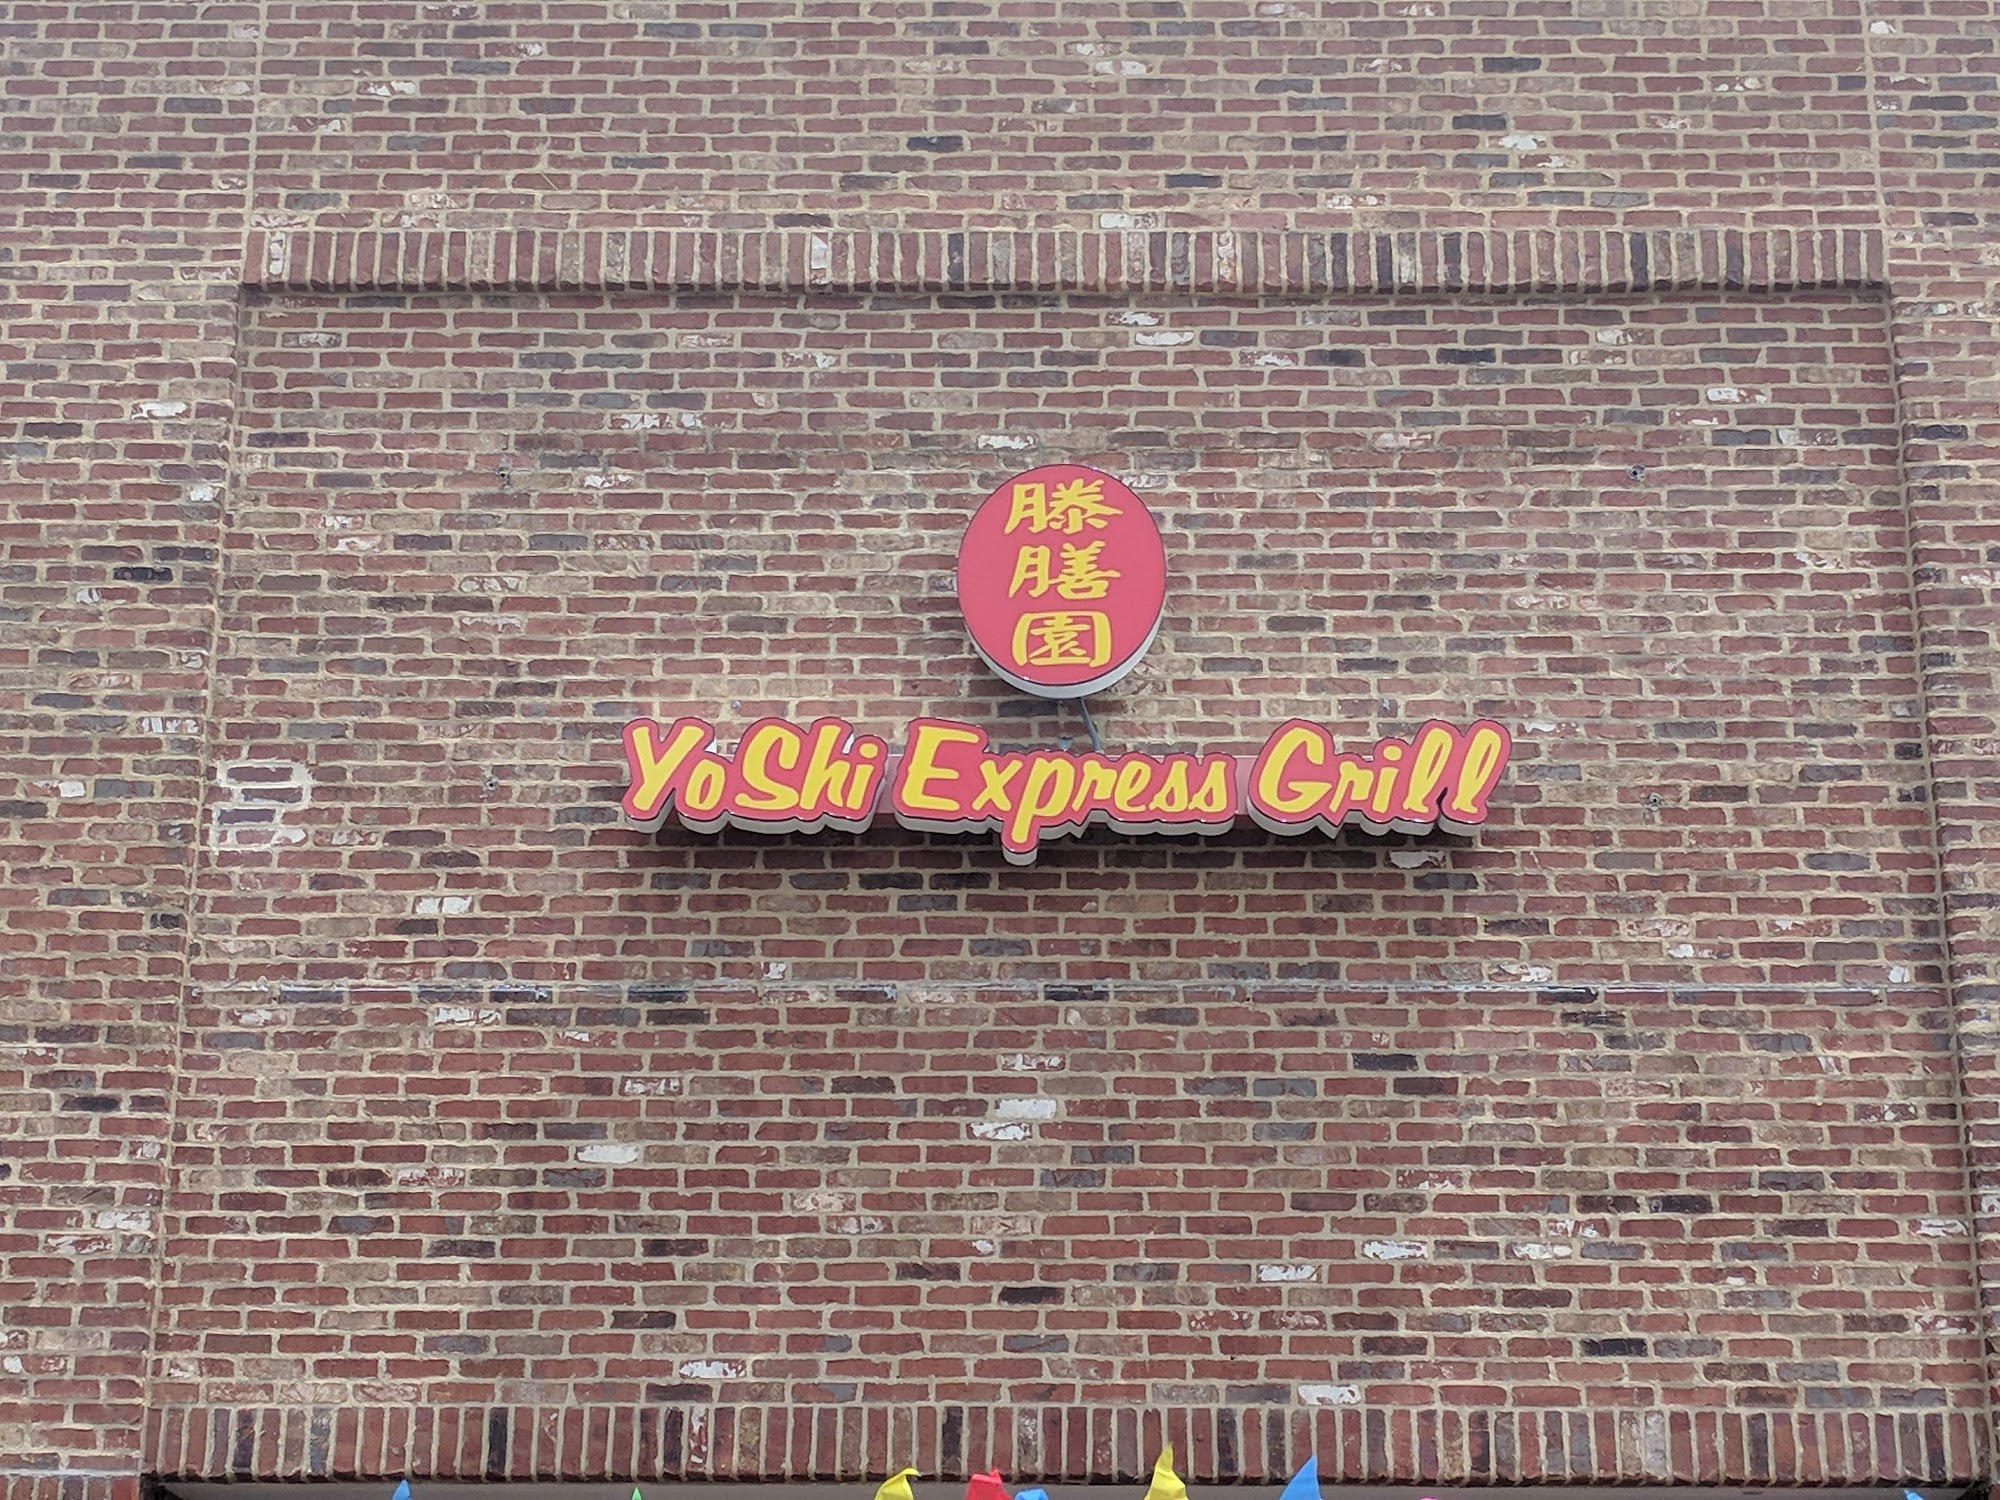 滕
膳
園
YoShi Express Grill